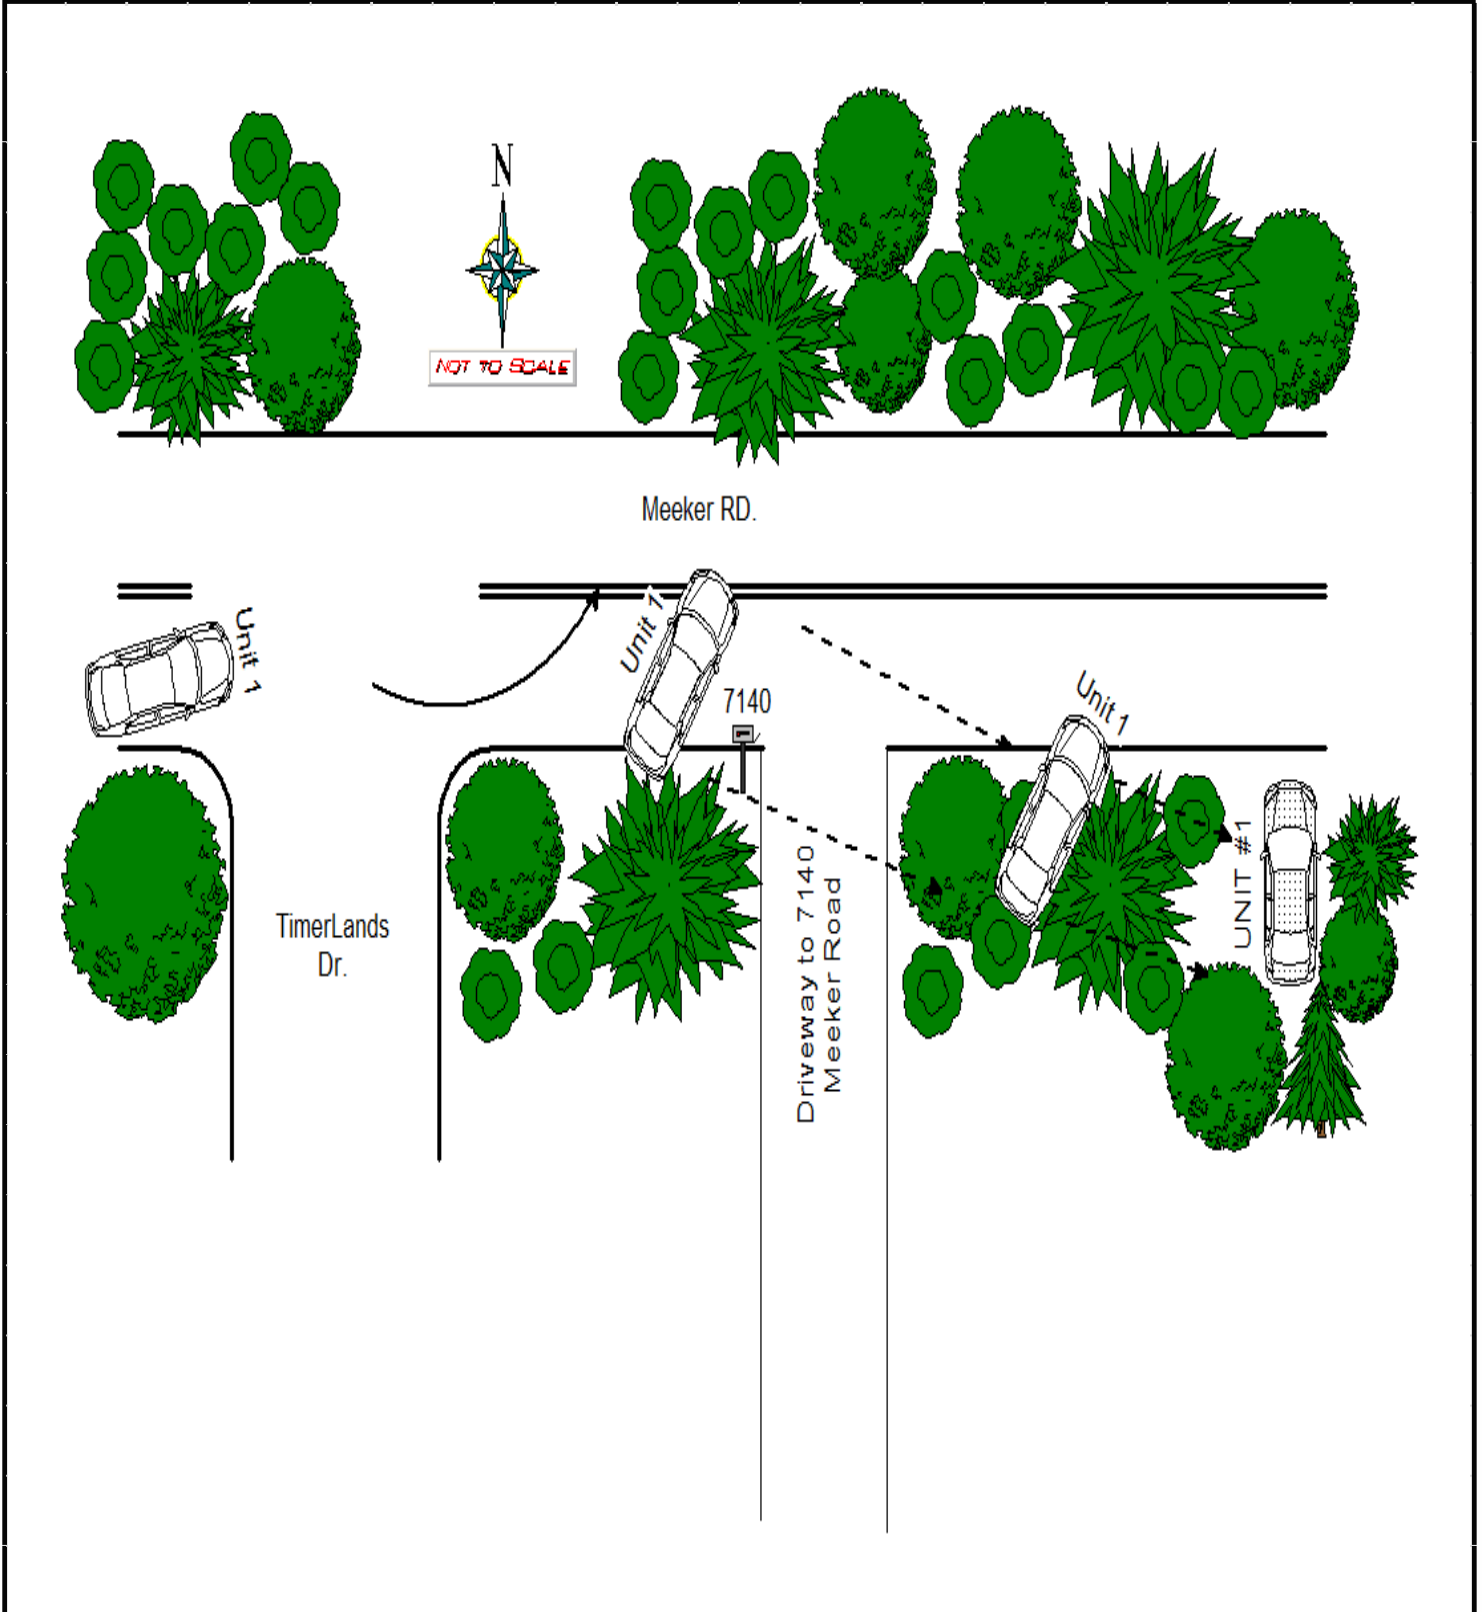 N
NOT TO SCALE
Meeker RD.
Unit 1
Unit 1
7140
Unit 1
UNIT #1
TimerLands
Dr.
Driveway to 7140
Meeker Road